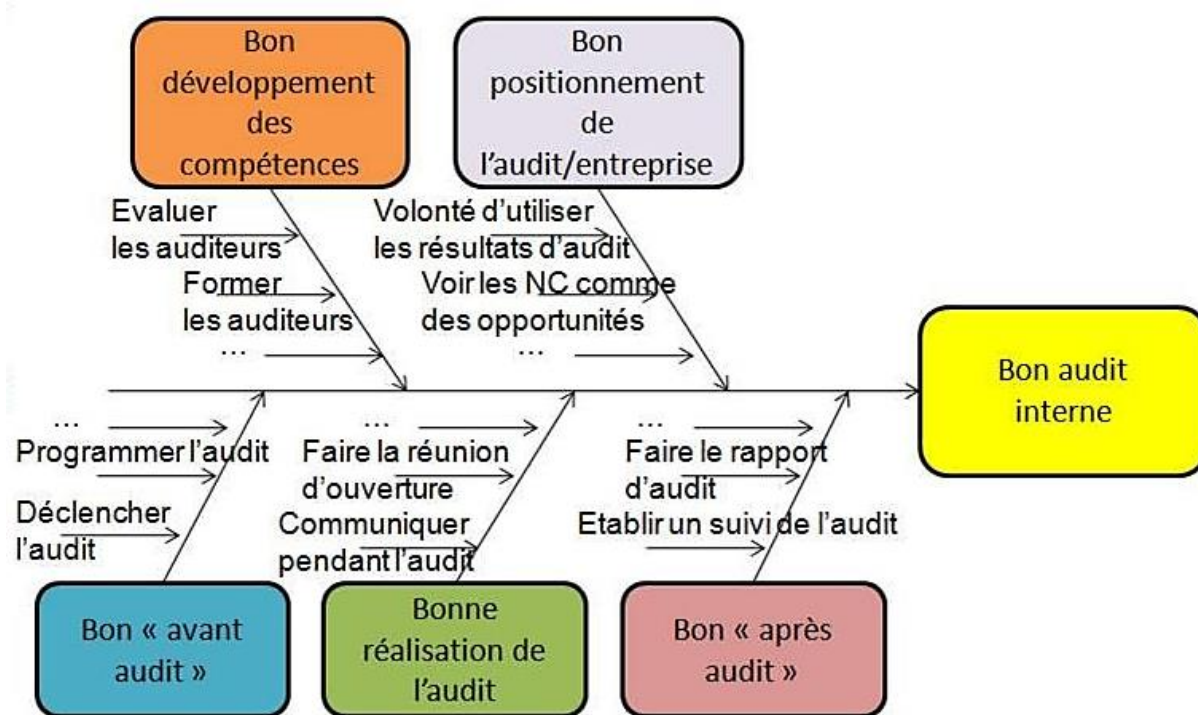 Bon
développement
des
compétences
Bon
positionnement
de
l'audit/entreprise
Evaluer
les auditeurs
Former
les auditeurs
...
Volonté d'utiliser
les résultats d'audit
Voir les NC comme
des opportunités
...
Bon audit
interne
...
Programmer l'audit
Déclencher
l'audit
...
Faire la réunion
d'ouverture
Communiquer
pendant l'audit
...
Faire le rapport
d'audit
Etablir un suivi de l'audit
Bon « avant
audit »
Bonne
réalisation de
l'audit
Bon « après
audit »